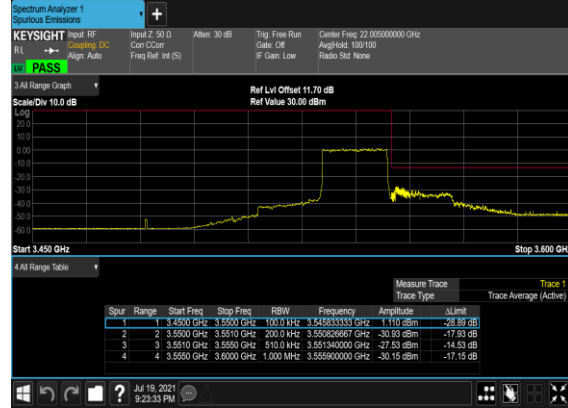 Spectrum Analyzer 1
Spurious Emissions
+
KEYSIGHT Input: RF Input Z: 50 Ω Atten: 30 dB Trig: Free Run Center Freq: 22.005000000 GHz
RL Coupling: DC Corr CCorr Gate: Off Avg|Hold: 100/100
Align: Auto Freq Ref: Int (S) IF Gain: Low Radio Std: None
PASS
3 All Range Graph Ref Lvl Offset 11.70 dB
Scale/Div 10.0 dB Ref Value 30.00 dBm
Log
20.0
10.0
0.00
-10.0
-20.0
-30.0
-40.0
-50.0
-60.0
Start 3.450 GHz Stop 3.600 GH
4 All Range Table
Measure Trace Trace 1
Trace Type Trace Average (Active)
Spur Range Start Freq Stop Freq RBW Frequency Amplitude ΔLimit
1 1 3.4500 GHz 3.5500 GHz 100.0 kHz 3.545833333 GHz 1.110 dBm -28.89 dB
2 2 3.5500 GHz 3.5510 GHz 200.0 kHz 3.550826667 GHz -30.93 dBm -17.93 dB
3 3 3.5510 GHz 3.5550 GHz 510.0 kHz 3.551340000 GHz -27.53 dBm -14.53 dB
4 4 3.5550 GHz 3.6000 GHz 1.000 MHz 3.555900000 GHz -30.15 dBm -17.15 dB
? Jul 19, 2021
9:23:33 PM